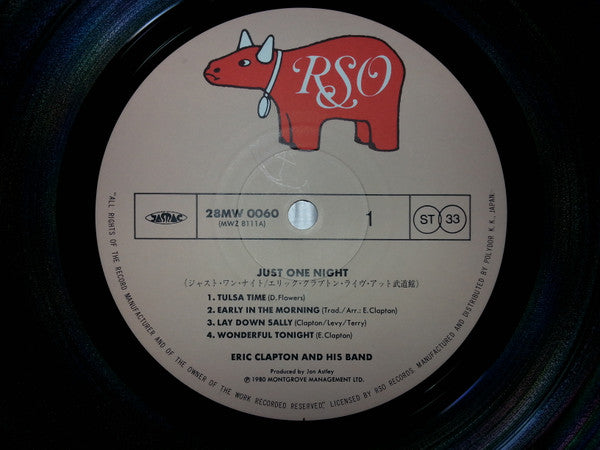 RSO
JASRAC
28MW 0060
(MWZ 8111A)
1
ST 33
JUST ONE NIGHT
(ジャスト・ワン・ナイト/エリック・クラプトン・ライヴ・アット武道館)
1. TULSA TIME (D. Flowers)
2. EARLY IN THE MORNING (Trad./Arr.: E.Clapton)
3. LAY DOWN SALLY (Clapton/Levy/Terry)
4. WONDERFUL TONIGHT (E.Clapton)
ERIC CLAPTON AND HIS BAND
Produced by Jon Astley
℗ 1980 MONTGROVE MANAGEMENT LTD.
"ALL RIGHTS OF THE RECORD MANUFACTURER AND OF THE OWNER OF THE WORK RECORDED RESERVED." LICENSED BY RSO RECORDS, MANUFACTURED AND DISTRIBUTED BY POLYDOR K. K., JAPAN